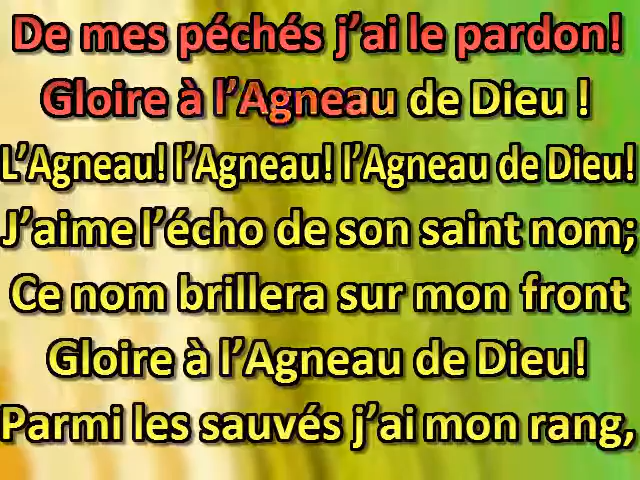 De mes péchés j’ai le pardon!
Gloire à l’Agneau de Dieu !
L’Agneau! l’Agneau! l’Agneau de Dieu!
J’aime l’écho de son saint nom;
Ce nom brillera sur mon front
Gloire à l’Agneau de Dieu!
Parmi les sauvés j’ai mon rang,